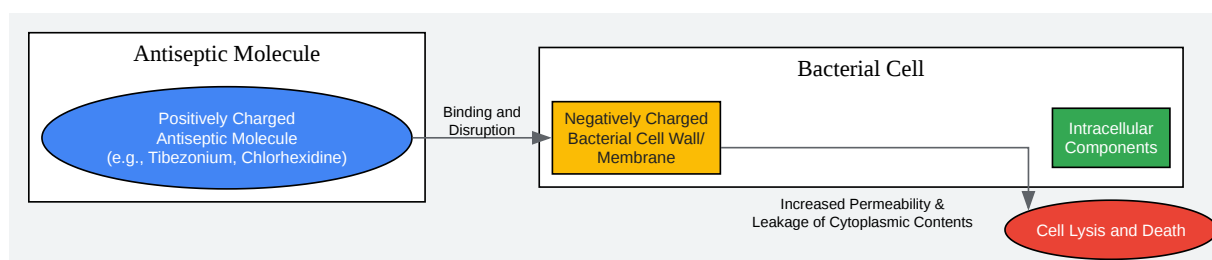 Antiseptic Molecule
Positively Charged
Antiseptic Molecule
(e.g., Tibezonium, Chlorhexidine)
Binding and
Disruption
Bacterial Cell
Negatively Charged
Bacterial Cell Wall/
Membrane
Intracellular
Components
Increased Permeability &
Leakage of Cytoplasmic Contents
Cell Lysis and Death